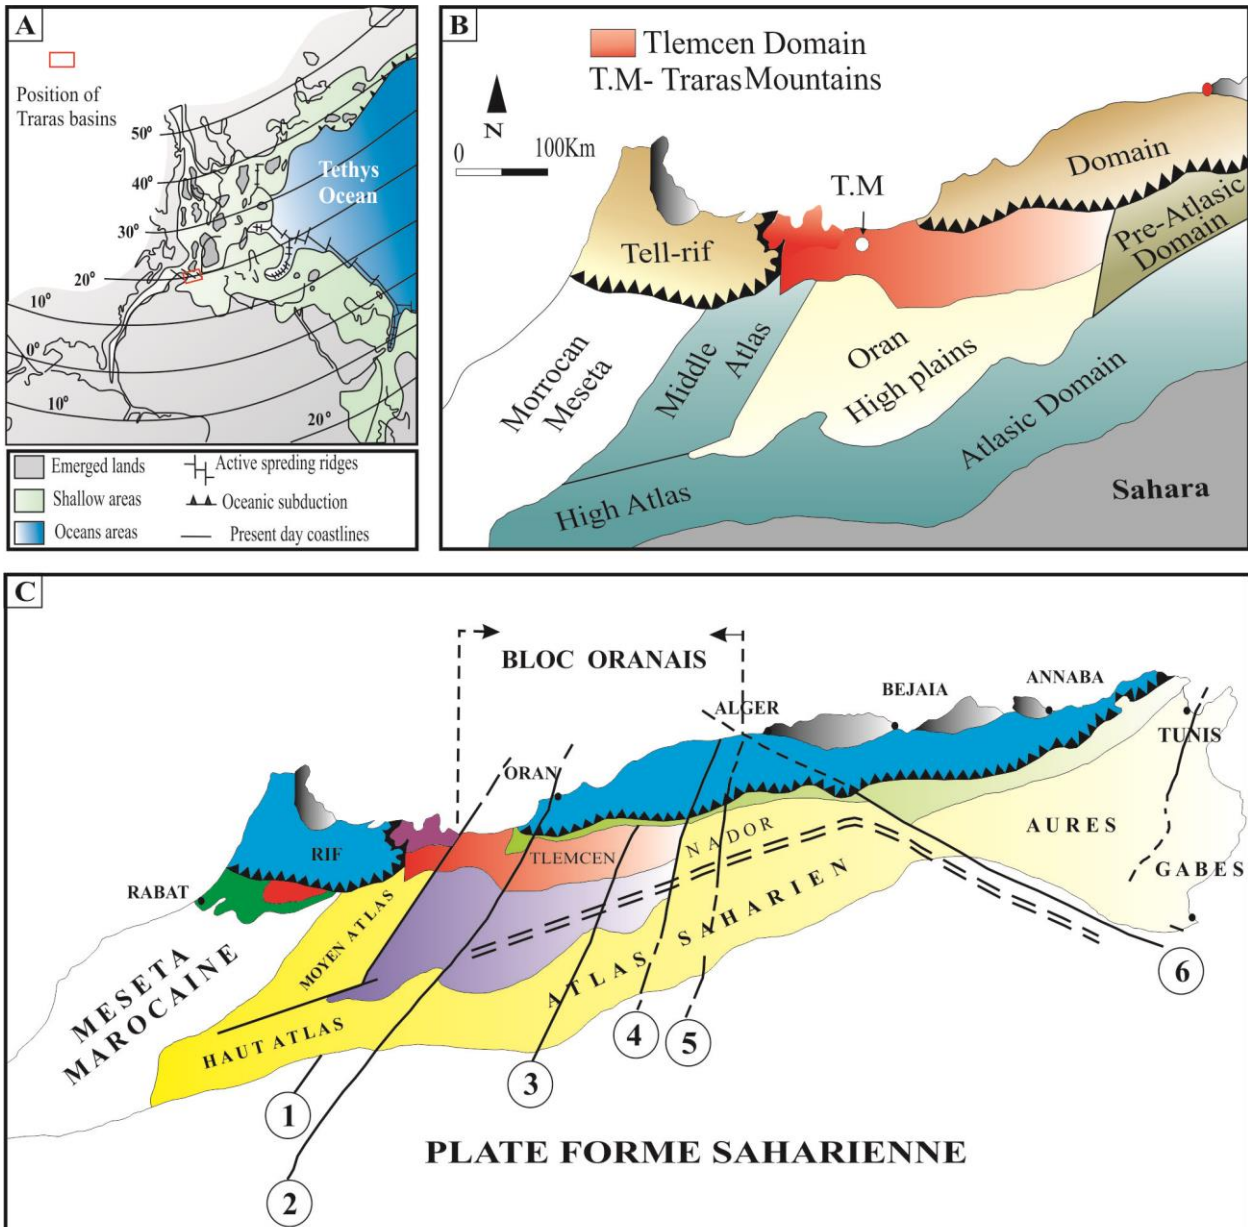 A
Position of
Traras basins
50°
40°
30°
20°
10°
0°
10°
20°
Tethys
Ocean
Emerged lands
Active spreding ridges
Shallow areas
Oceanic subduction
Oceans areas
Present day coastlines
B
Tlemcen Domain
T.M- Traras Mountains
N
0 100Km
T.M
Domain
Tell-rif
Pre-Atlasic
Domain
Morrocan
Meseta
Middle
Atlas
Oran
High plains
Atlasic Domain
High Atlas
Sahara
C
BLOC ORANAIS
ALGER
BEJAIA
ANNABA
TUNIS
ORAN
RIF
TLEMCEN
NADOR
AURES
GABES
RABAT
MOYEN ATLAS
MESETA
MAROCAINE
HAUT ATLAS
ATLAS SAHARIEN
1
2
3
4
5
6
PLATE FORME SAHARIENNE